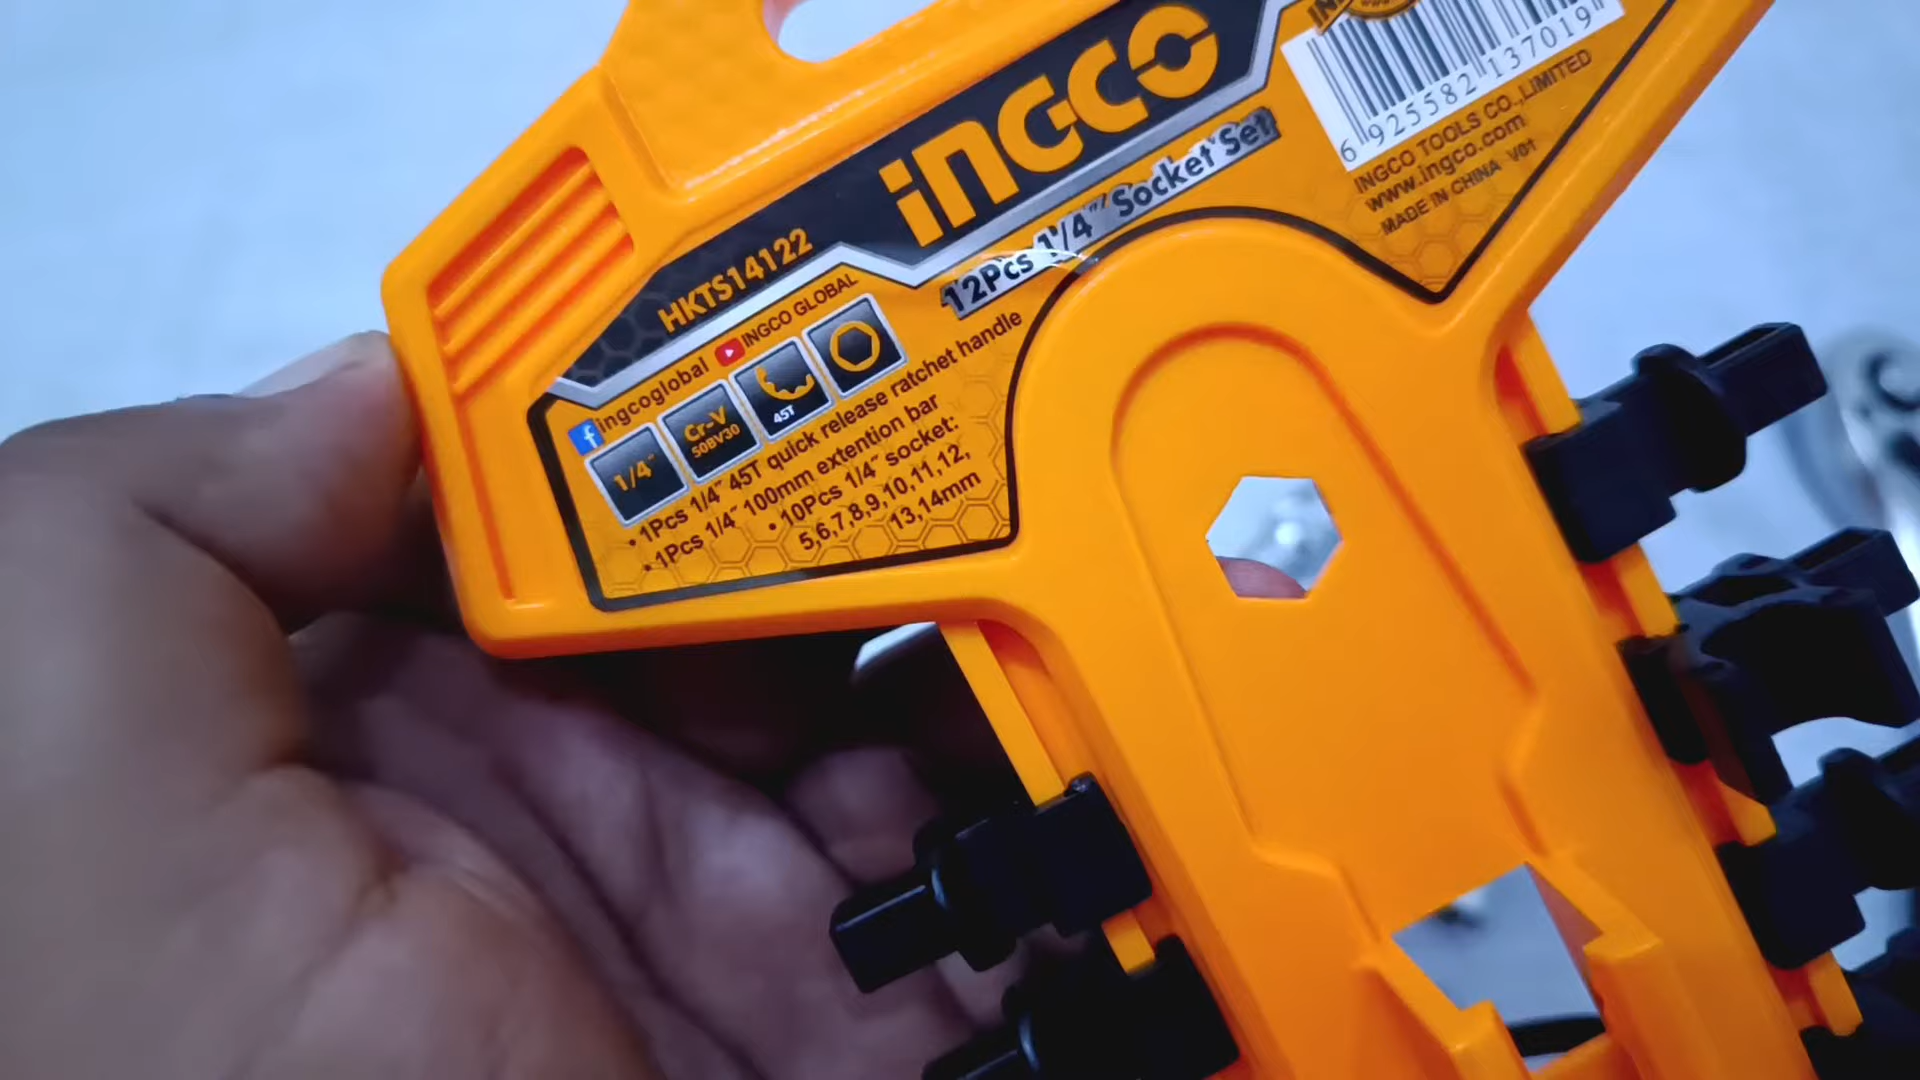 INGCO
HKTS14122
12Pcs 1/4" Socket Set
ingcoglobal INGCO GLOBAL
1/4"
Cr-V
50BV30
45T
• 1Pcs 1/4" 45T quick release ratchet handle
• 1Pcs 1/4" 100mm extention bar
• 10Pcs 1/4" socket:
5,6,7,8,9,10,11,12,
13,14mm
6 925582 137019
INGCO TOOLS CO.,LIMITED
www.ingco.com
MADE IN CHINA V01